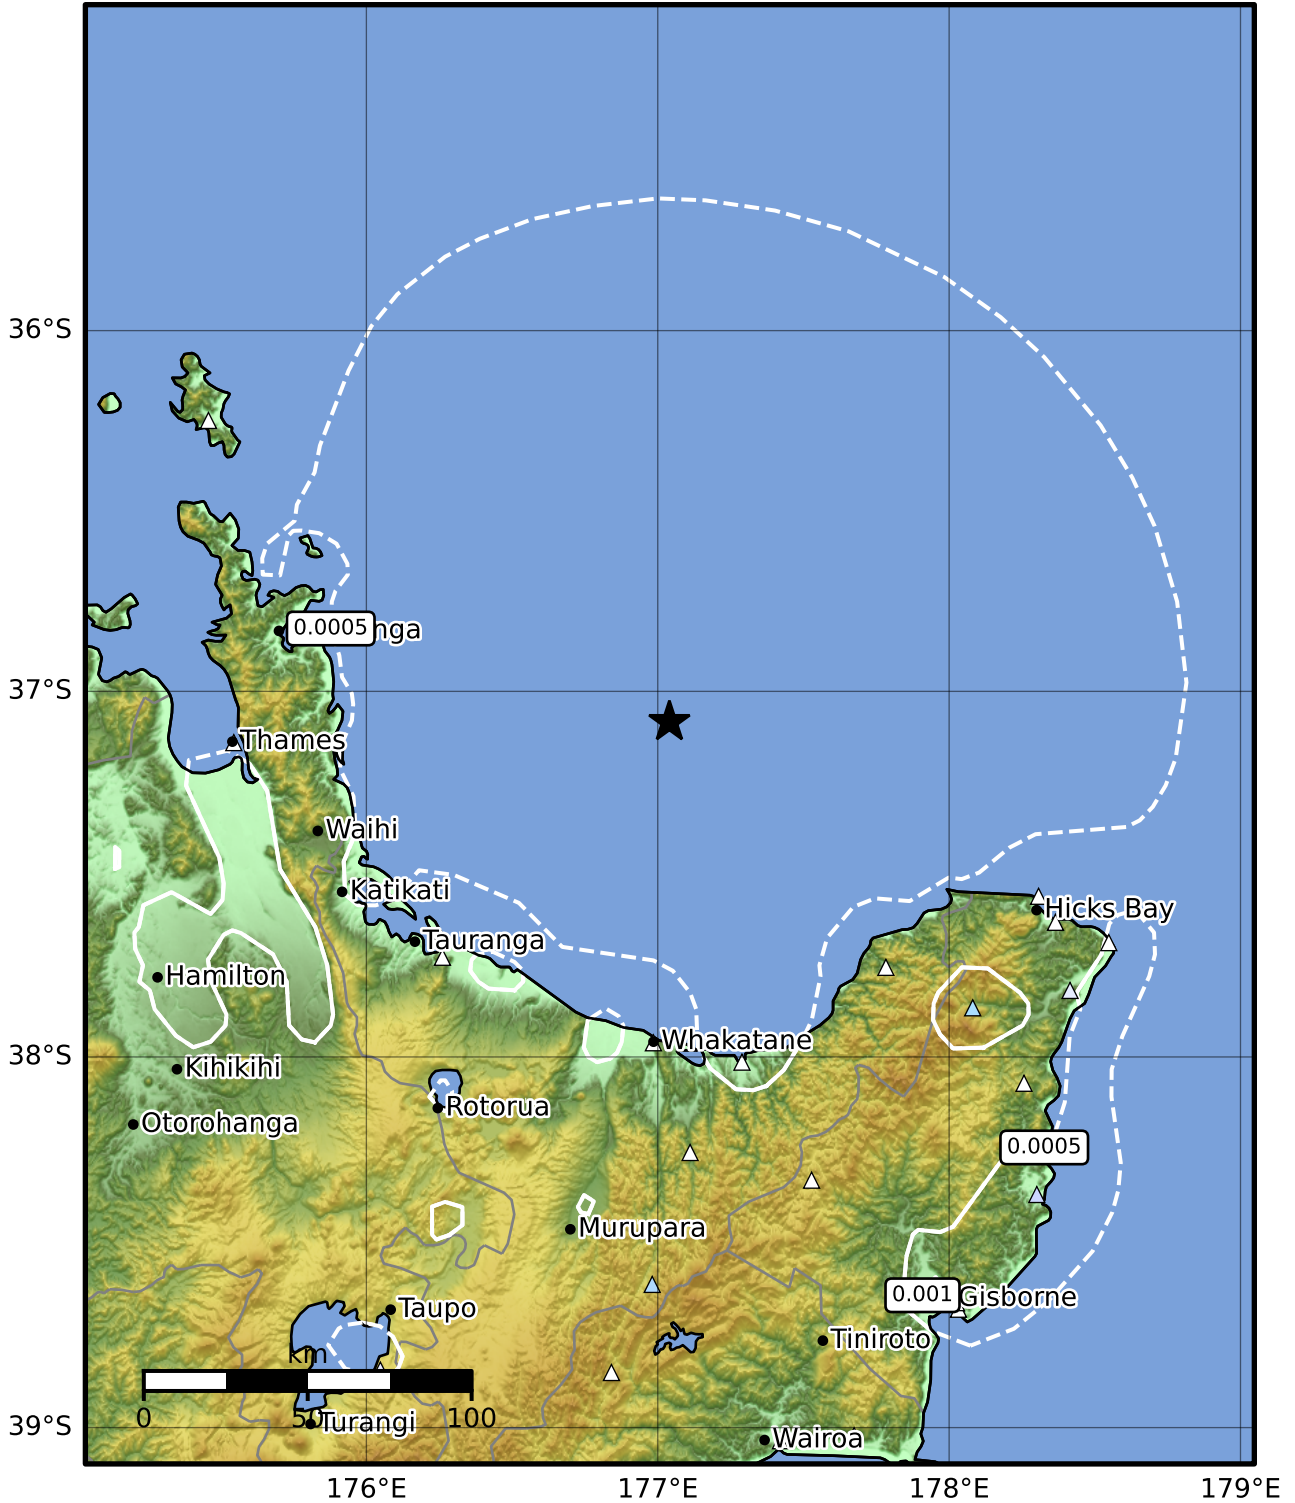 36°S
0.0005
nga
37°S
Thames
Waihi
Katikati
Hicks Bay
Tauranga
Hamilton
Whakatane
38°S
Kihikihi
Rotorua
Otorohanga
0.0005
Murupara
0.001
Gisborne
Taupo
Tiniroto
km
0
50
100
Turangi
39°S
Wairoa
176°E
177°E
178°E
179°E